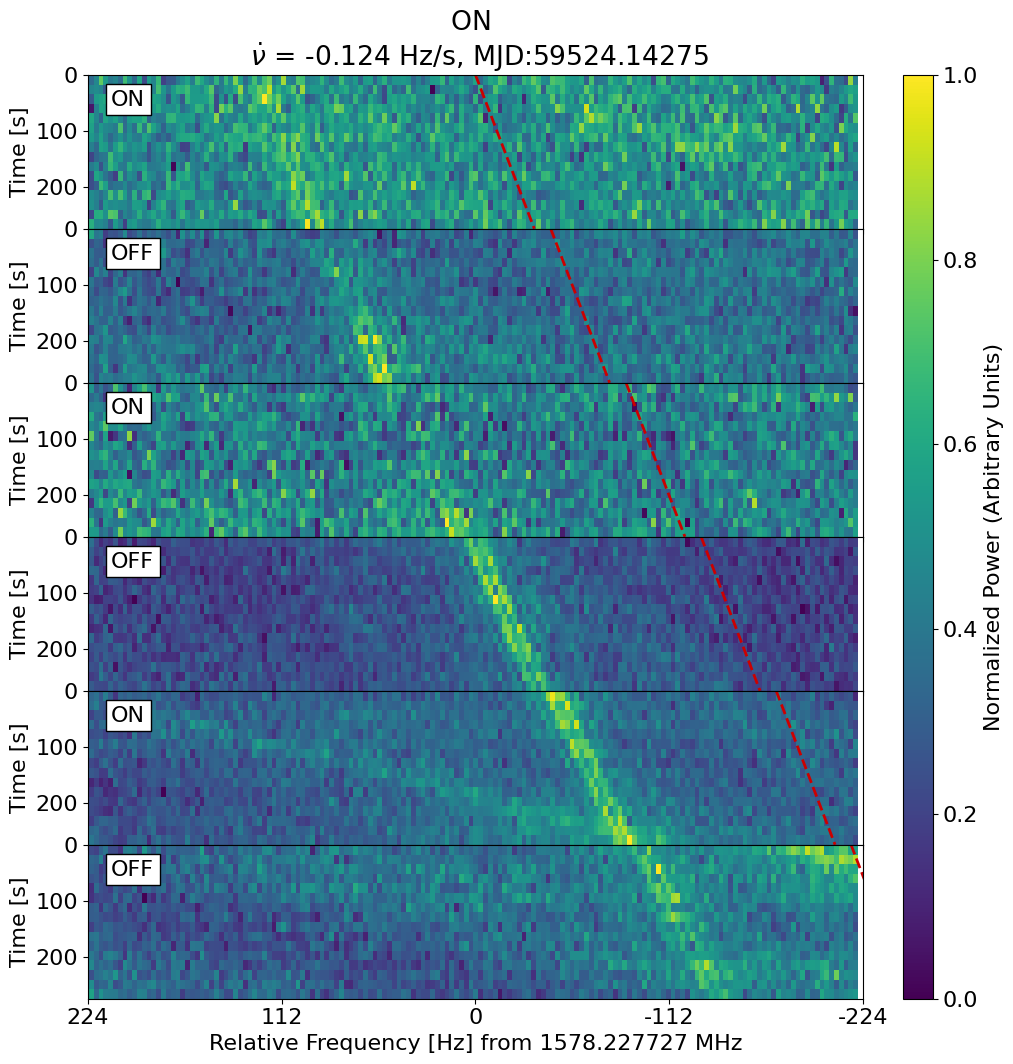 ON
ν̇ = -0.124 Hz/s, MJD:59524.14275
0
ON
100
200
Time [s]
0
OFF
100
200
Time [s]
0
ON
100
200
Time [s]
0
OFF
100
200
Time [s]
0
ON
100
200
Time [s]
0
OFF
100
200
Time [s]
224 112 0 -112 -224
Relative Frequency [Hz] from 1578.227727 MHz
1.0
0.8
0.6
0.4
0.2
0.0
Normalized Power (Arbitrary Units)